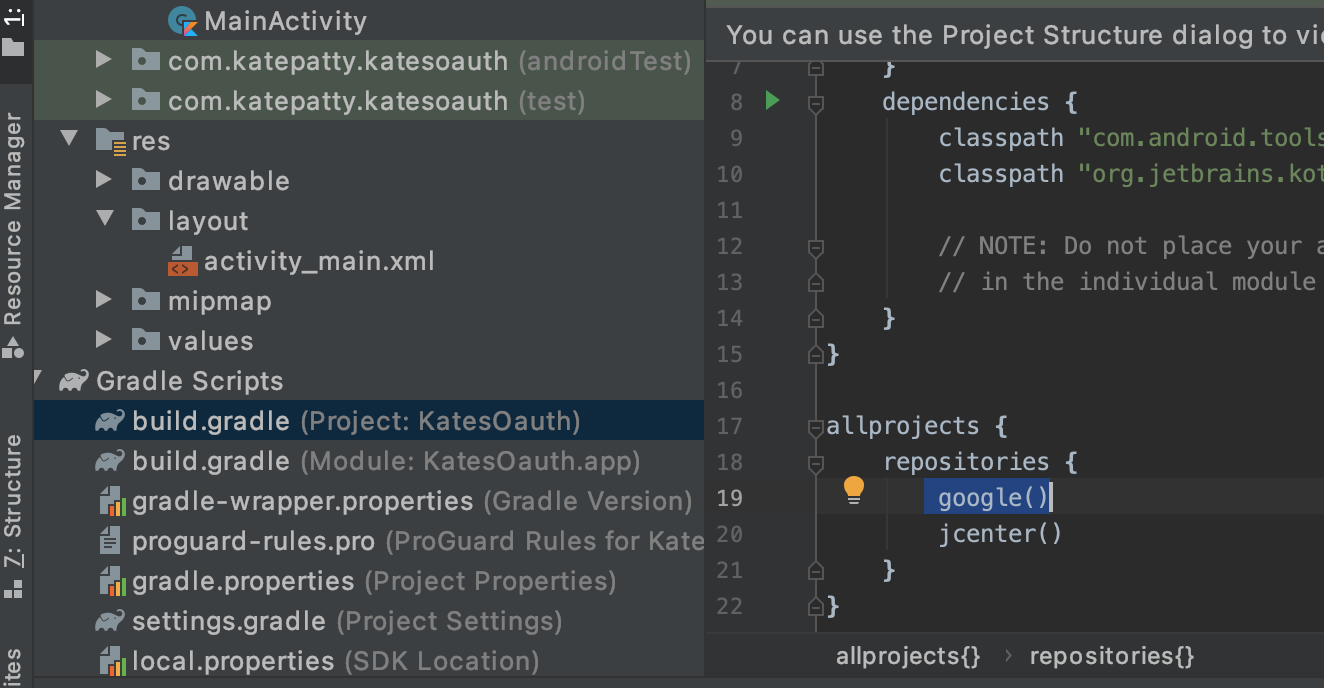 1:
MainActivity
com.katepatty.katesoauth (androidTest)
com.katepatty.katesoauth (test)
res
drawable
layout
activity_main.xml
mipmap
values
Gradle Scripts
build.gradle (Project: KatesOauth)
build.gradle (Module: KatesOauth.app)
gradle-wrapper.properties (Gradle Version)
proguard-rules.pro (ProGuard Rules for Kate
gradle.properties (Project Properties)
settings.gradle (Project Settings)
local.properties (SDK Location)
Resource Manager
Z: Structure
ites
You can use the Project Structure dialog to vie
7 }
8 dependencies {
9 classpath "com.android.tools
10 classpath "org.jetbrains.kot
11
12 // NOTE: Do not place your a
13 // in the individual module
14 }
15 }
16
17 allprojects {
18 repositories {
19 google()
20 jcenter()
21 }
22 }
allprojects{} › repositories{}